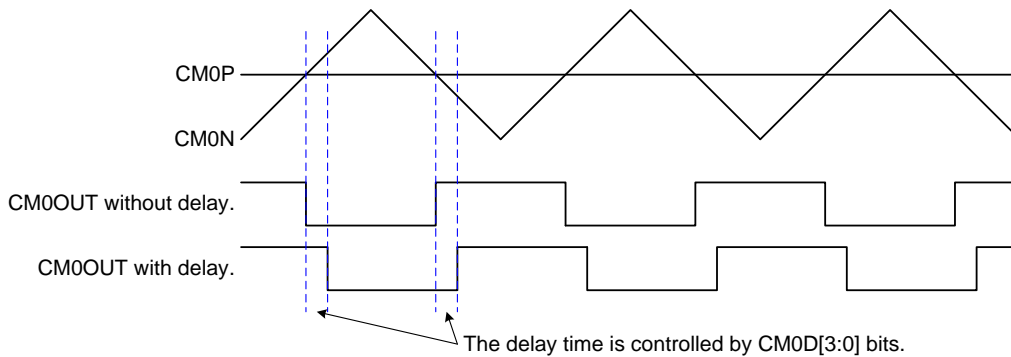 CM0P
CM0N
CM0OUT without delay.
CM0OUT with delay.
The delay time is controlled by CM0D[3:0] bits.